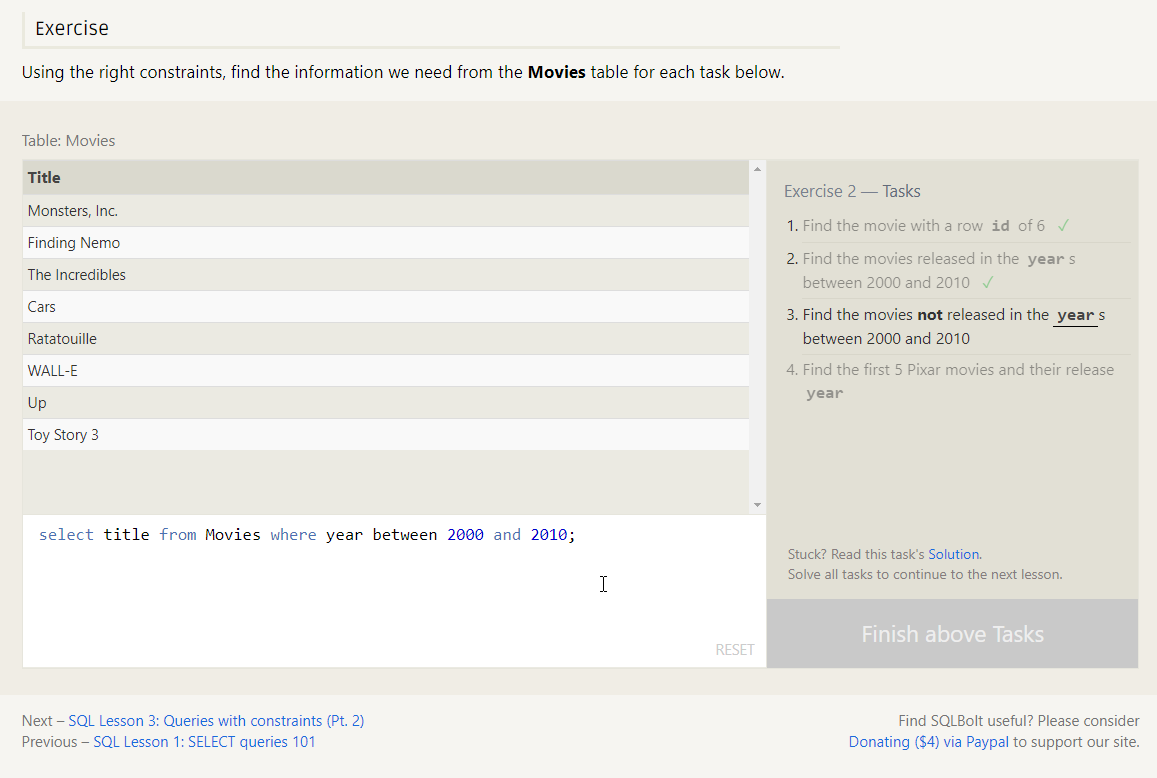 Exercise
Using the right constraints, find the information we need from the Movies table for each task below.
Table: Movies
Title
Monsters, Inc.
Finding Nemo
The Incredibles
Cars
Ratatouille
WALL-E
Up
Toy Story 3
select title from Movies where year between 2000 and 2010;
RESET
Exercise 2 — Tasks
1. Find the movie with a row id of 6 ✓
2. Find the movies released in the year s
between 2000 and 2010 ✓
3. Find the movies not released in the year s
between 2000 and 2010
4. Find the first 5 Pixar movies and their release
year
Stuck? Read this task's Solution.
Solve all tasks to continue to the next lesson.
Finish above Tasks
Next – SQL Lesson 3: Queries with constraints (Pt. 2)
Previous – SQL Lesson 1: SELECT queries 101
Find SQLBolt useful? Please consider
Donating ($4) via Paypal to support our site.